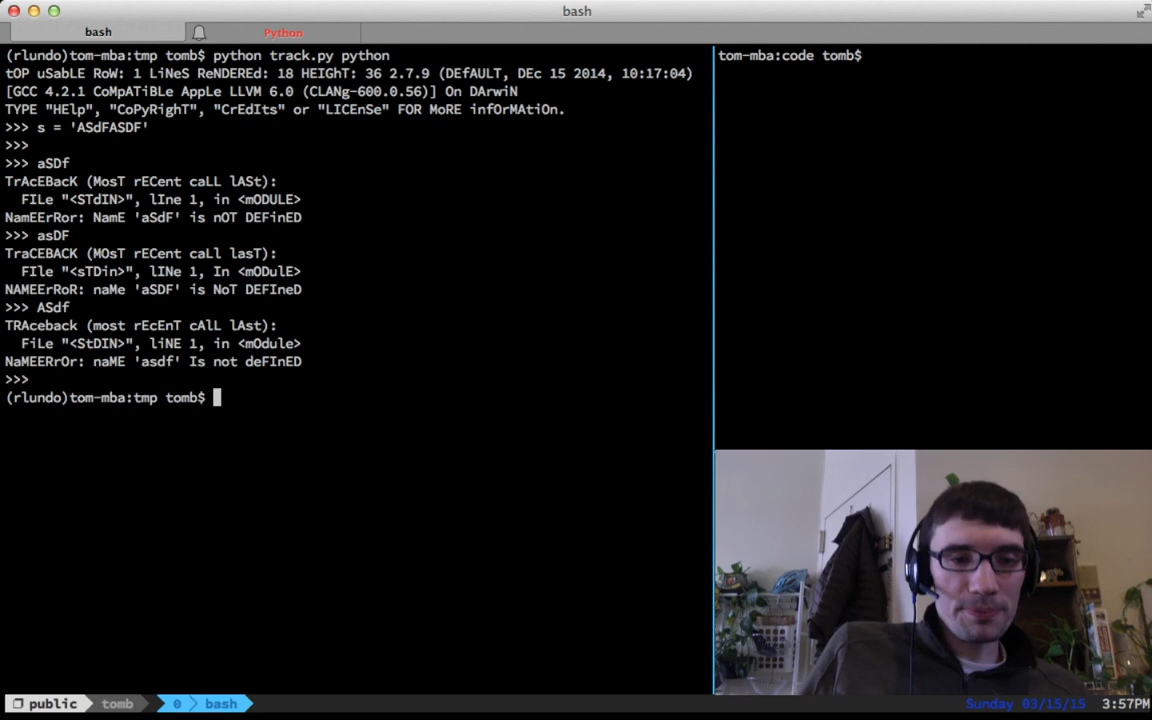 bash
bash
Python
(rlundo)tom-mba:tmp tomb$ python track.py python
tOP uSabLE RoW: 1 LiNeS ReNDEREd: 18 HEIGhT: 36 2.7.9 (DEfAULT, DEc 15 2014, 10:17:04)
[GCC 4.2.1 CoMpATiBLe AppLe LLVM 6.0 (CLANg-600.0.56)] On DArwiN
TYPE "HElp", "CoPyRighT", "CrEdIts" or "LICEnSe" FOR MoRE infOrMAtiOn.
>>> s = 'ASdFASDF'
>>>
>>> aSDf
TrAcEBacK (MosT rECent caLL lASt):
FILe "<STdIN>", lIne 1, in <mODULE>
NamEErRor: NamE 'aSdF' is nOT DEFinED
>>> asDF
TraCEBACK (MOsT rECent caLl lasT):
FIle "<sTDin>", lINe 1, In <mODulE>
NAMEErRoR: naMe 'aSDF' is NoT DEFIneD
>>> ASdf
TRAceback (most rEcEnT cAlL lAst):
FiLe "<StDIN>", liNE 1, in <mOdule>
NaMEERrOr: naME 'asdf' Is not deFInED
>>>
(rlundo)tom-mba:tmp tomb$
tom-mba:code tomb$
public tomb 0 bash
Sunday 03/15/15 3:57PM